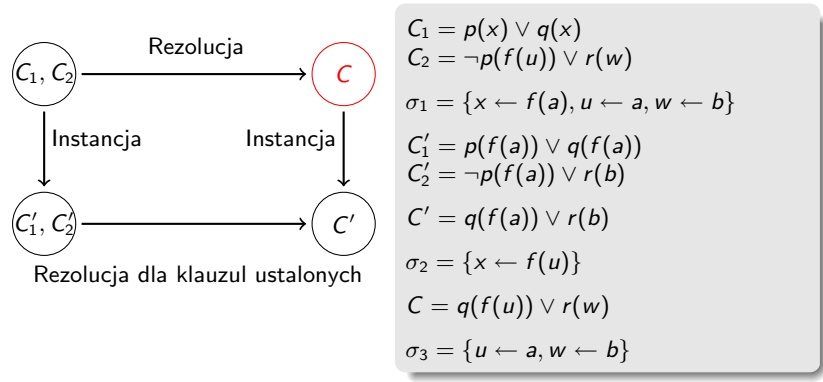 Rezolucja
C₁, C₂
C
Instancja
Instancja
C₁′, C₂′
C′
Rezolucja dla klauzul ustalonych
C₁ = p(x) ∨ q(x)
C₂ = ¬p(f(u)) ∨ r(w)
σ₁ = {x ← f(a), u ← a, w ← b}
C₁′ = p(f(a)) ∨ q(f(a))
C₂′ = ¬p(f(a)) ∨ r(b)
C′ = q(f(a)) ∨ r(b)
σ₂ = {x ← f(u)}
C = q(f(u)) ∨ r(w)
σ₃ = {u ← a, w ← b}